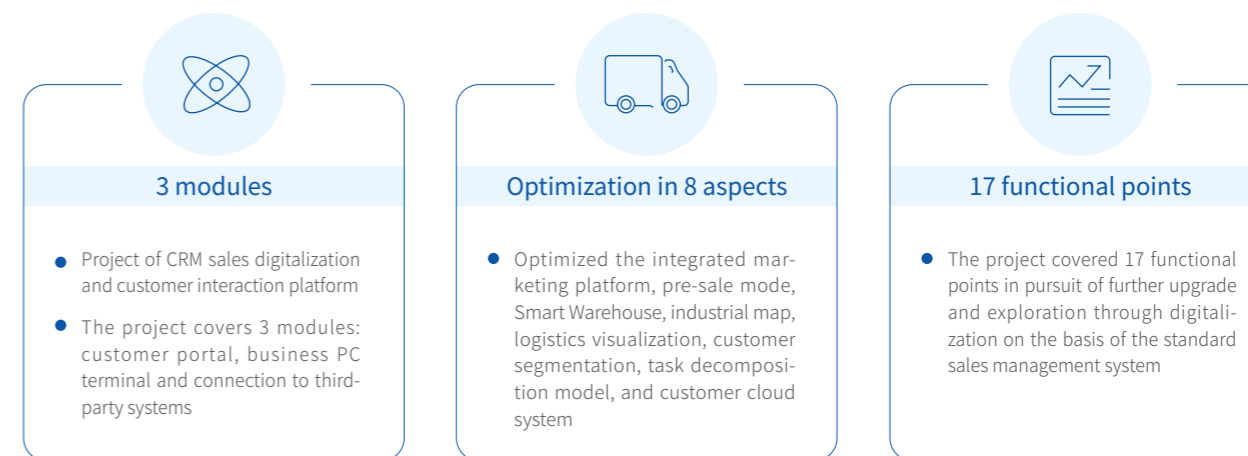 3 modules
Project of CRM sales digitalization
and customer interaction platform
The project covers 3 modules:
customer portal, business PC
terminal and connection to third-
party systems
Optimization in 8 aspects
Optimized the integrated mar-
keting platform, pre-sale mode,
Smart Warehouse, industrial map,
logistics visualization, customer
segmentation, task decomposi-
tion model, and customer cloud
system
17 functional points
The project covered 17 functional
points in pursuit of further upgrade
and exploration through digitali-
zation on the basis of the standard
sales management system